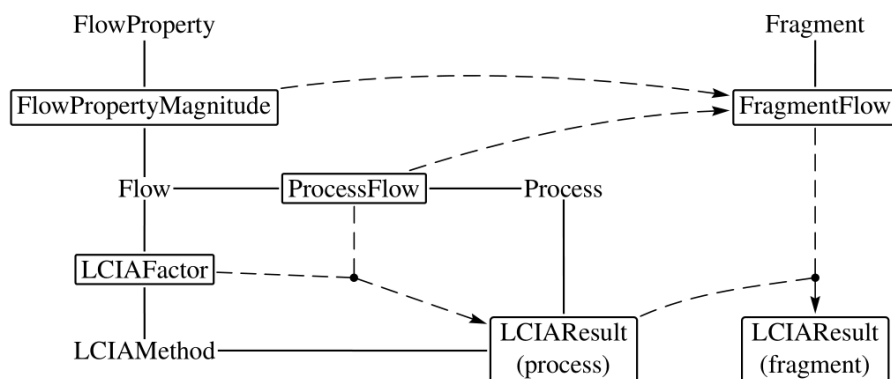 FlowProperty
Fragment
FlowPropertyMagnitude
FragmentFlow
Flow
ProcessFlow
Process
LCIAFactor
LCIAMethod
LCIAResult
(process)
LCIAResult
(fragment)